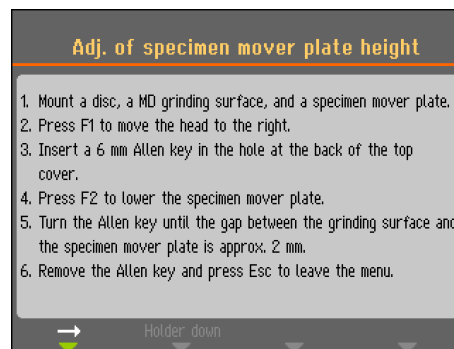 Adj. of specimen mover plate height
1. Mount a disc, a MD grinding surface, and a specimen mover plate.
2. Press F1 to move the head to the right.
3. Insert a 6 mm Allen key in the hole at the back of the top
cover.
4. Press F2 to lower the specimen mover plate.
5. Turn the Allen key until the gap between the grinding surface and
the specimen mover plate is approx. 2 mm.
6. Remove the Allen key and press Esc to leave the menu.
Holder down